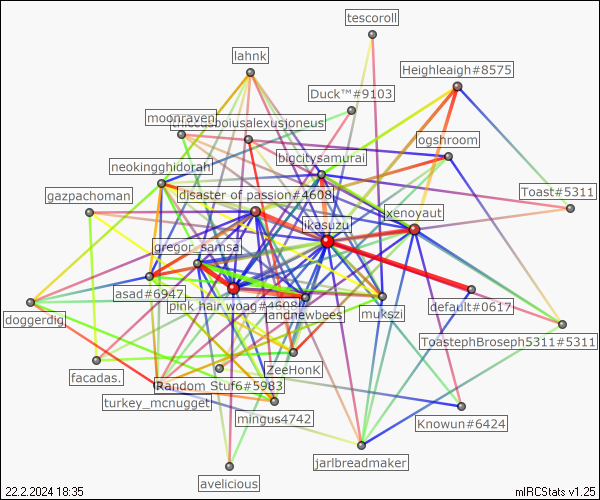 tescoroll
lahnk
Heighleaigh#8575
Duck™#9103
moonraven
ogshroom
bigcitysamurai
neokingghidorah
Toast#5311
disaster of passion#4608
gazpachoman
ikasuzu
xenoyaut
gregor_samsa
asad#6947
pink hair woag#4608
andnewbees
mukszi
default#0617
doggerdig
ToastephBroseph5311#5311
facadas.
ZeeHonK
Random Stuf6#5983
turkey_mcnugget
mingus4742
Knowun#6424
jarlbreadmaker
avelicious
22.2.2024 18:35
mIRCStats v1.25